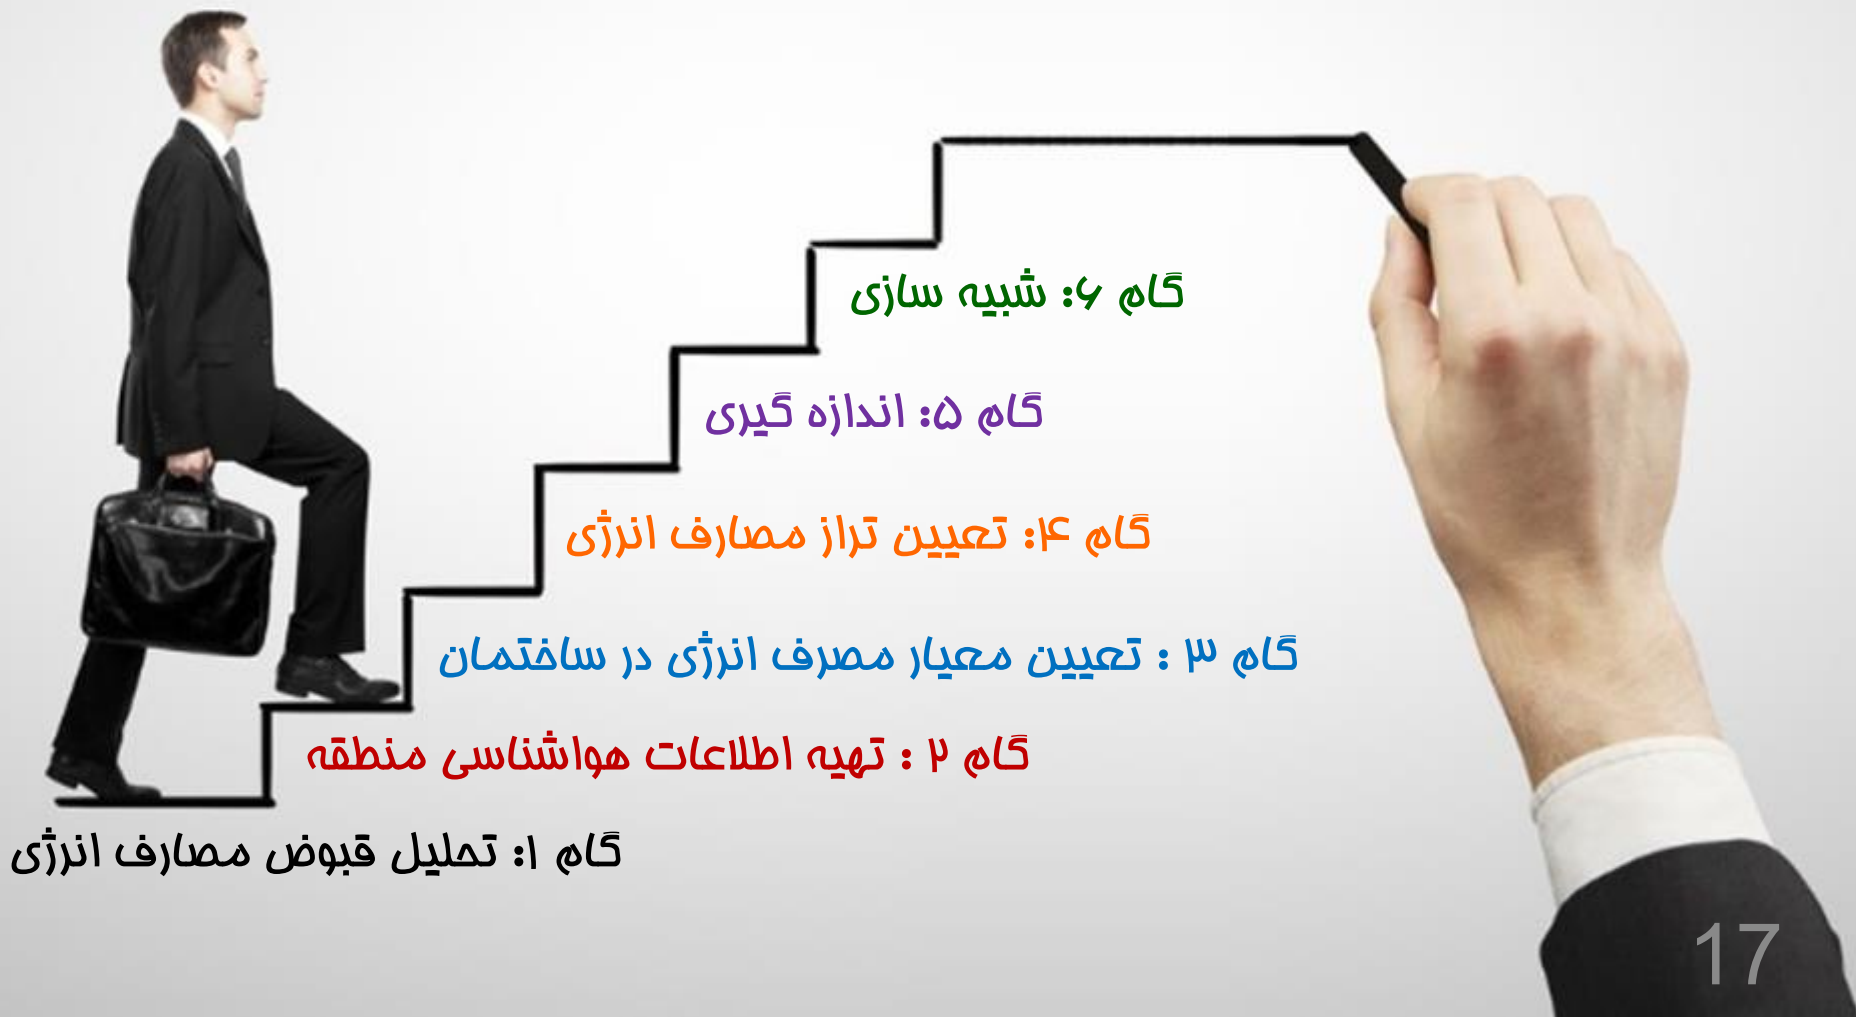 گام ۶: شبیه سازی
گام ۵: اندازه گیری
گام ۴: تعیین تراز مصارف انرژی
گام ۳ : تعیین معیار مصرف انرژی در ساختمان
گام ۲ : تهیه اطلاعات هواشناسی منطقه
گام ۱: تحلیل قبوض مصارف انرژی
17